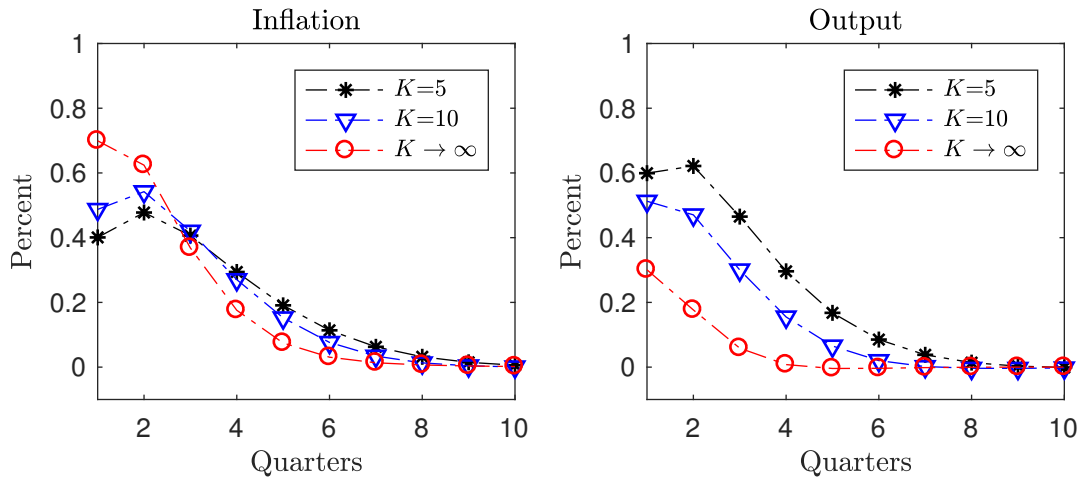 Inflation
1
0.8
0.6
0.4
0.2
0
Percent
K=5
K=10
K → ∞
2 4 6 8 10
Quarters
Output
1
0.8
0.6
0.4
0.2
0
Percent
K=5
K=10
K → ∞
2 4 6 8 10
Quarters